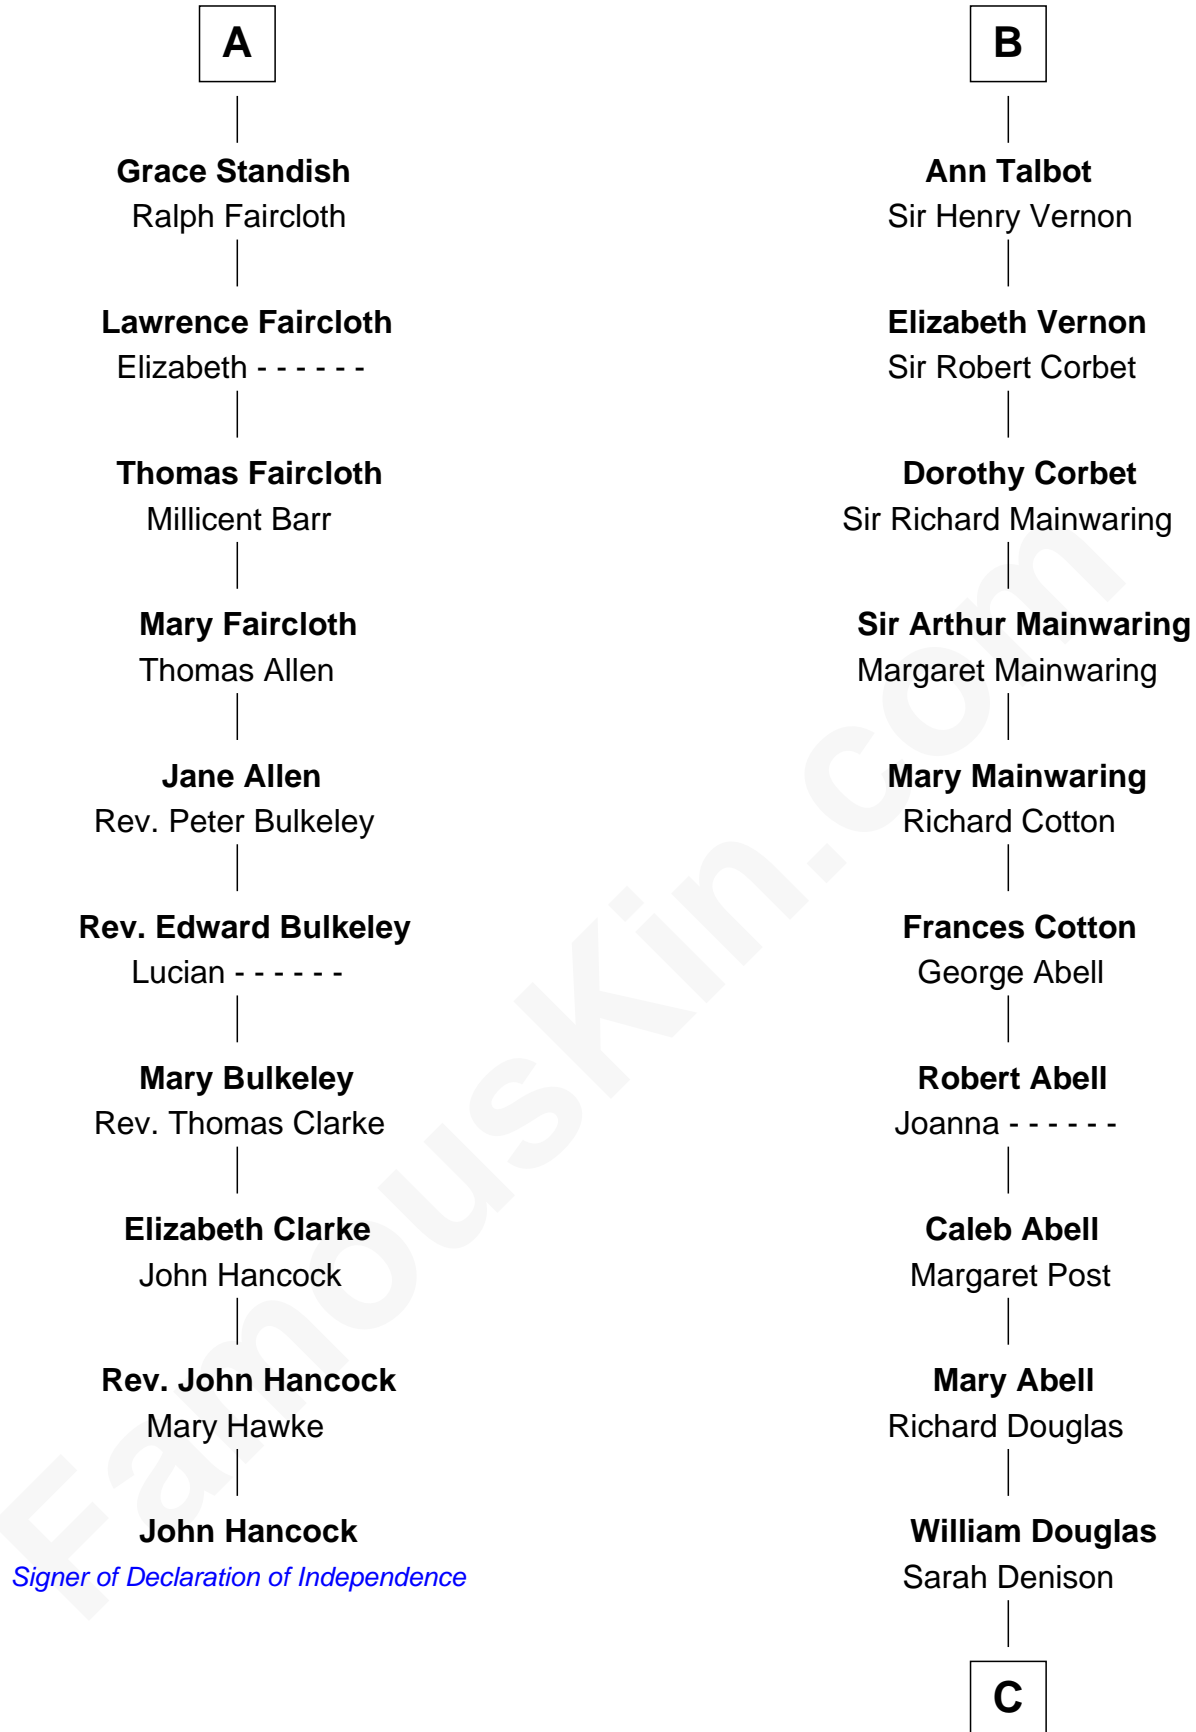 A
Grace Standish
Ralph Faircloth
Lawrence Faircloth
Elizabeth - - - - - -
Thomas Faircloth
Millicent Barr
Mary Faircloth
Thomas Allen
Jane Allen
Rev. Peter Bulkeley
Rev. Edward Bulkeley
Lucian - - - - - -
Mary Bulkeley
Rev. Thomas Clarke
Elizabeth Clarke
John Hancock
Rev. John Hancock
Mary Hawke
John Hancock
Signer of Declaration of Independence
B
Ann Talbot
Sir Henry Vernon
Elizabeth Vernon
Sir Robert Corbet
Dorothy Corbet
Sir Richard Mainwaring
Sir Arthur Mainwaring
Margaret Mainwaring
Mary Mainwaring
Richard Cotton
Frances Cotton
George Abell
Robert Abell
Joanna - - - - - -
Caleb Abell
Margaret Post
Mary Abell
Richard Douglas
William Douglas
Sarah Denison
C
FamousKin.com